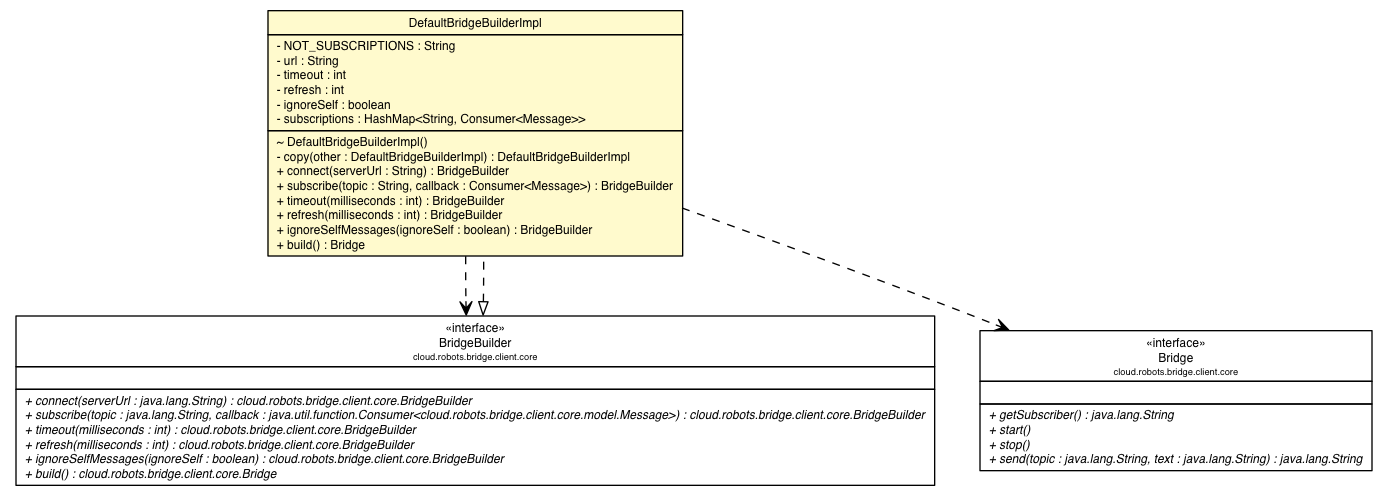 DefaultBridgeBuilderImpl
- NOT_SUBSCRIPTIONS : String
- url : String
- timeout : int
- refresh : int
- ignoreSelf : boolean
- subscriptions : HashMap<String, Consumer<Message>>
~ DefaultBridgeBuilderImpl()
- copy(other : DefaultBridgeBuilderImpl) : DefaultBridgeBuilderImpl
+ connect(serverUrl : String) : BridgeBuilder
+ subscribe(topic : String, callback : Consumer<Message>) : BridgeBuilder
+ timeout(milliseconds : int) : BridgeBuilder
+ refresh(milliseconds : int) : BridgeBuilder
+ ignoreSelfMessages(ignoreSelf : boolean) : BridgeBuilder
+ build() : Bridge
«interface»
BridgeBuilder
cloud.robots.bridge.client.core
+ connect(serverUrl : java.lang.String) : cloud.robots.bridge.client.core.BridgeBuilder
+ subscribe(topic : java.lang.String, callback : java.util.function.Consumer<cloud.robots.bridge.client.core.model.Message>) : cloud.robots.bridge.client.core.BridgeBuilder
+ timeout(milliseconds : int) : cloud.robots.bridge.client.core.BridgeBuilder
+ refresh(milliseconds : int) : cloud.robots.bridge.client.core.BridgeBuilder
+ ignoreSelfMessages(ignoreSelf : boolean) : cloud.robots.bridge.client.core.BridgeBuilder
+ build() : cloud.robots.bridge.client.core.Bridge
«interface»
Bridge
cloud.robots.bridge.client.core
+ getSubscriber() : java.lang.String
+ start()
+ stop()
+ send(topic : java.lang.String, text : java.lang.String) : java.lang.String